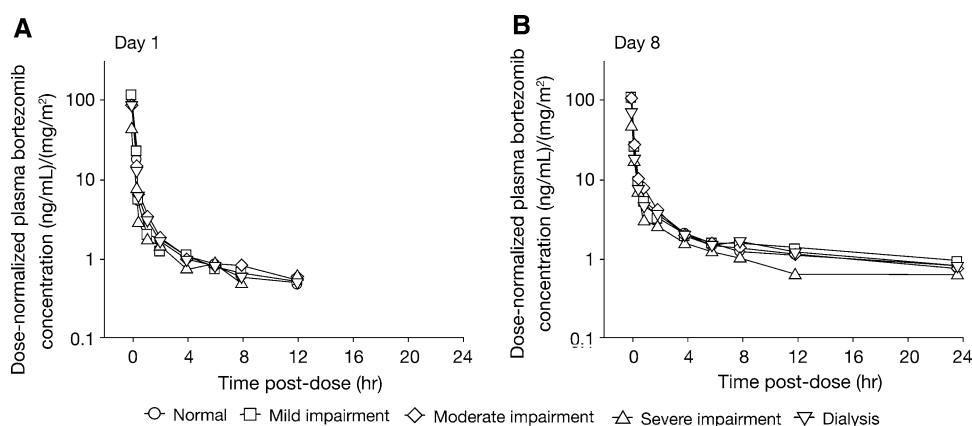 A
Day 1
Dose-normalized plasma bortezomib
concentration (ng/mL)/(mg/m²)
100
10
1
0.1
0 4 8 12 16 20 24
Time post-dose (hr)
B
Day 8
Dose-normalized plasma bortezomib
concentration (ng/mL)/(mg/m²)
100
10
1
0.1
0 4 8 12 16 20 24
Time post-dose (hr)
Normal Mild impairment Moderate impairment Severe impairment Dialysis